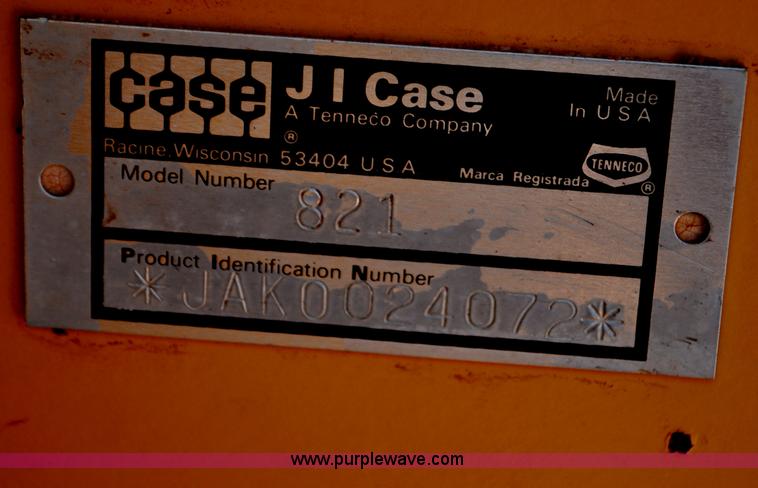 case
J I Case
A Tenneco Company
®
Made
In USA
Racine, Wisconsin 53404 USA
Marca Registrada
TENNECO
®
Model Number
821
Product Identification Number
*JAK0024072*
www.purplewave.com